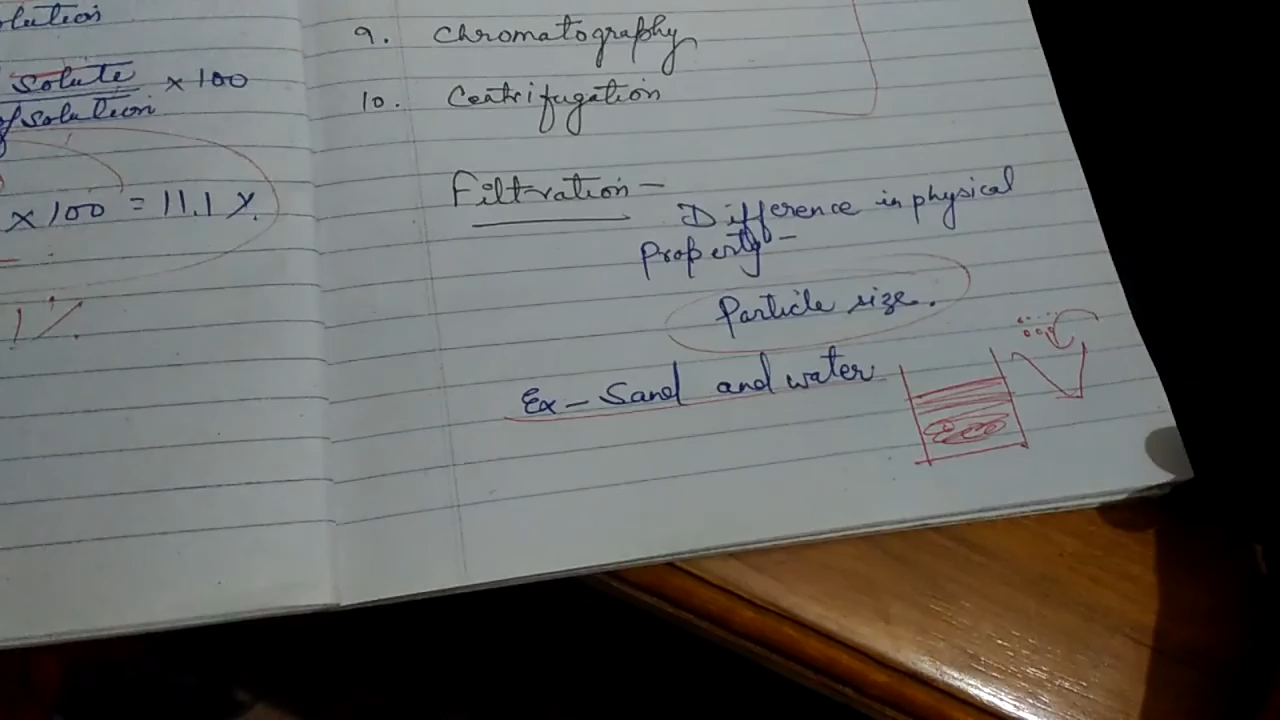 olution
solute × 100
of solution
× 100 = 11.1 %
1 %
9. Chromatography
10. Centrifugation
Filtration -
Difference in physical
Property -
Particle size.
Ex - Sand and water